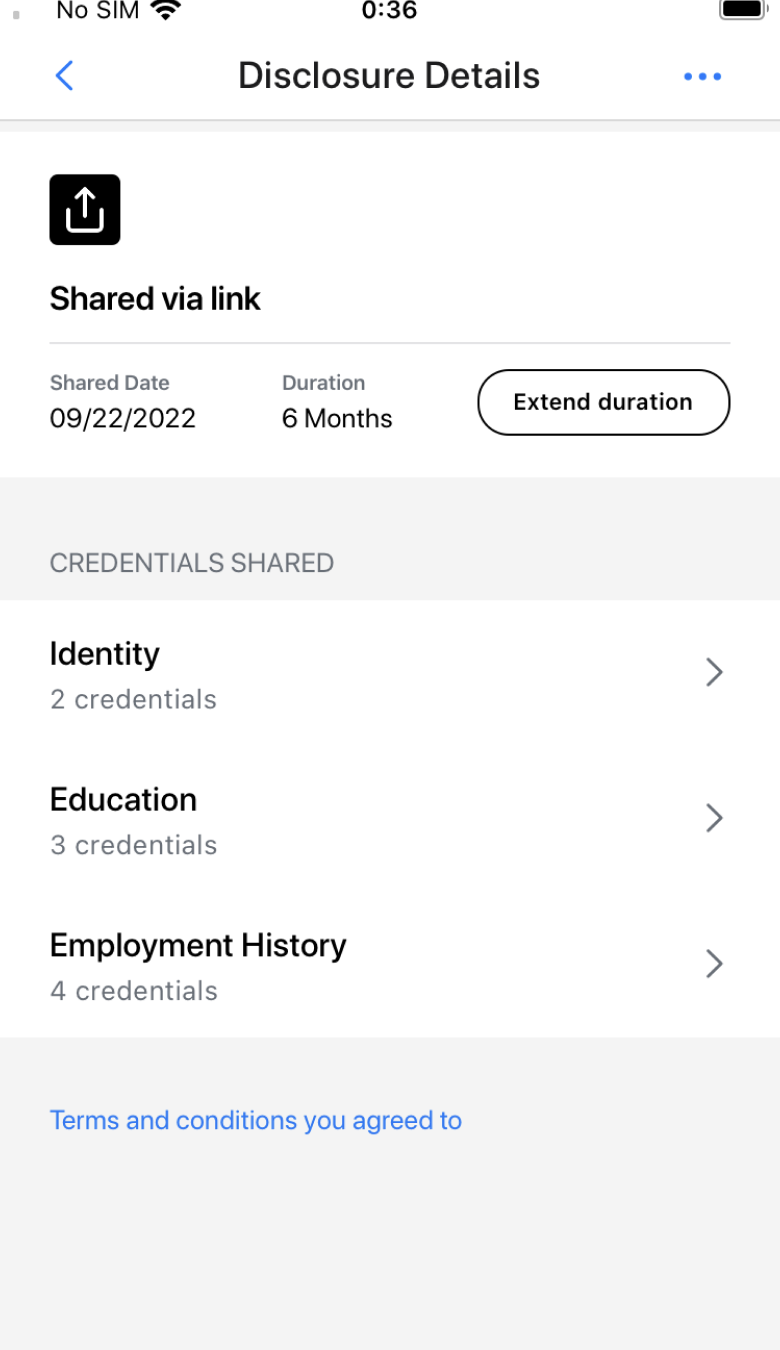 No SIM 0:36
Disclosure Details
Shared via link
Shared Date Duration
09/22/2022 6 Months Extend duration
CREDENTIALS SHARED
Identity
2 credentials
Education
3 credentials
Employment History
4 credentials
Terms and conditions you agreed to